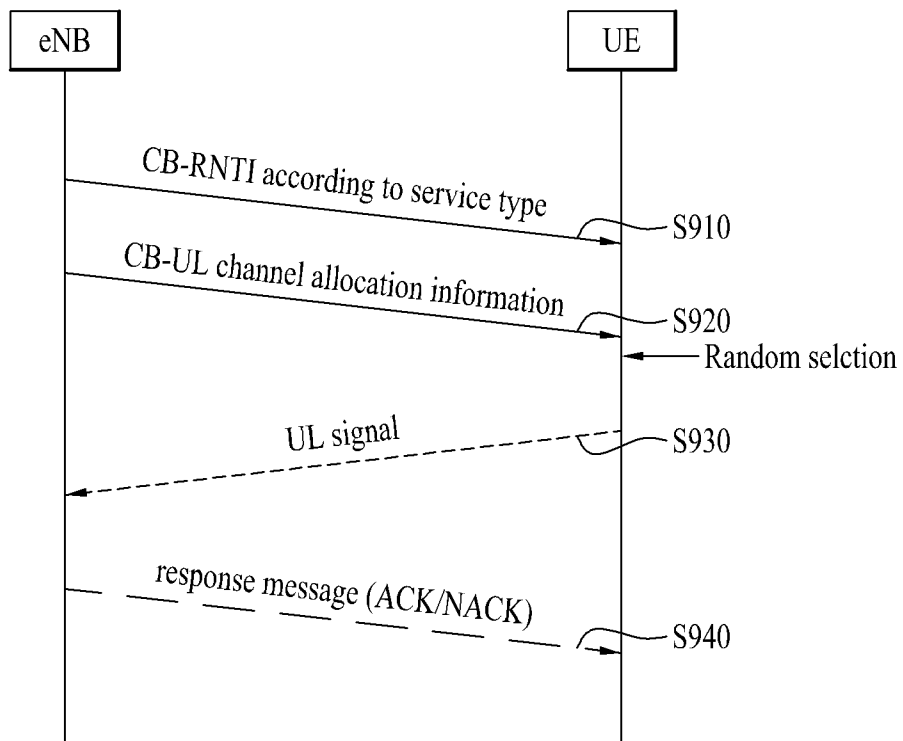 eNB
UE
CB-RNTI according to service type
S910
CB-UL channel allocation information
S920
Random selction
UL signal
S930
response message (ACK/NACK)
S940